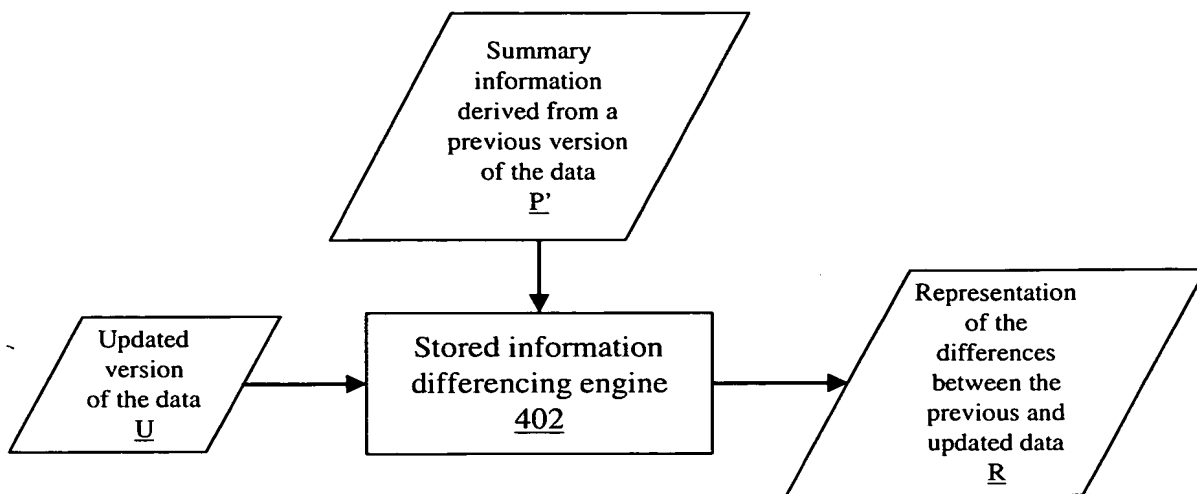 Summary
information
derived from a
previous version
of the data
P'
Updated
version
of the data
U
Stored information
differencing engine
402
Representation
of the
differences
between the
previous and
updated data
R